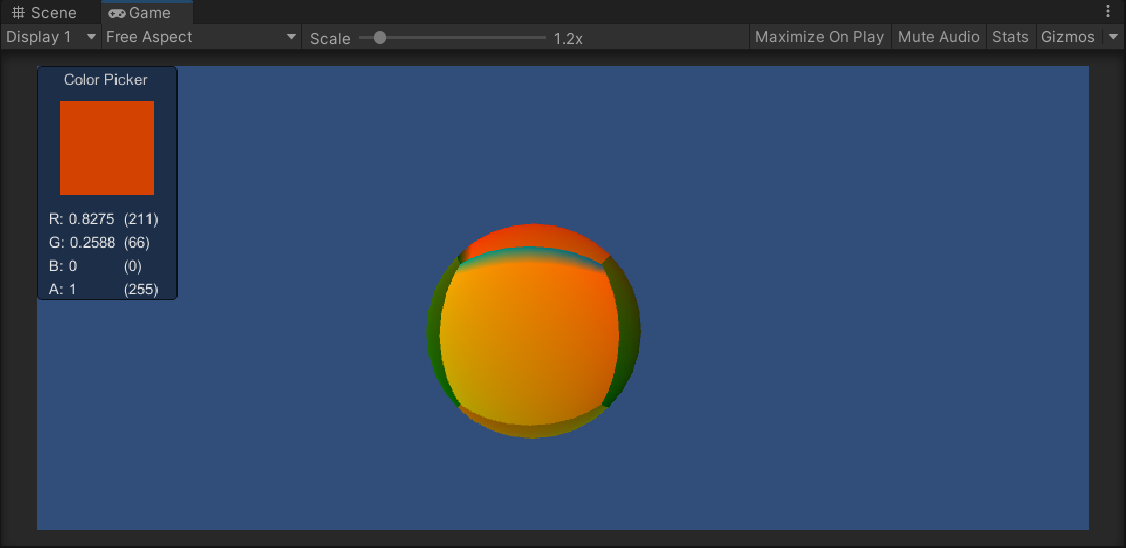 Scene Game
Display 1 Free Aspect Scale 1.2x Maximize On Play Mute Audio Stats Gizmos
Color Picker
R: 0.8275 (211)
G: 0.2588 (66)
B: 0 (0)
A: 1 (255)